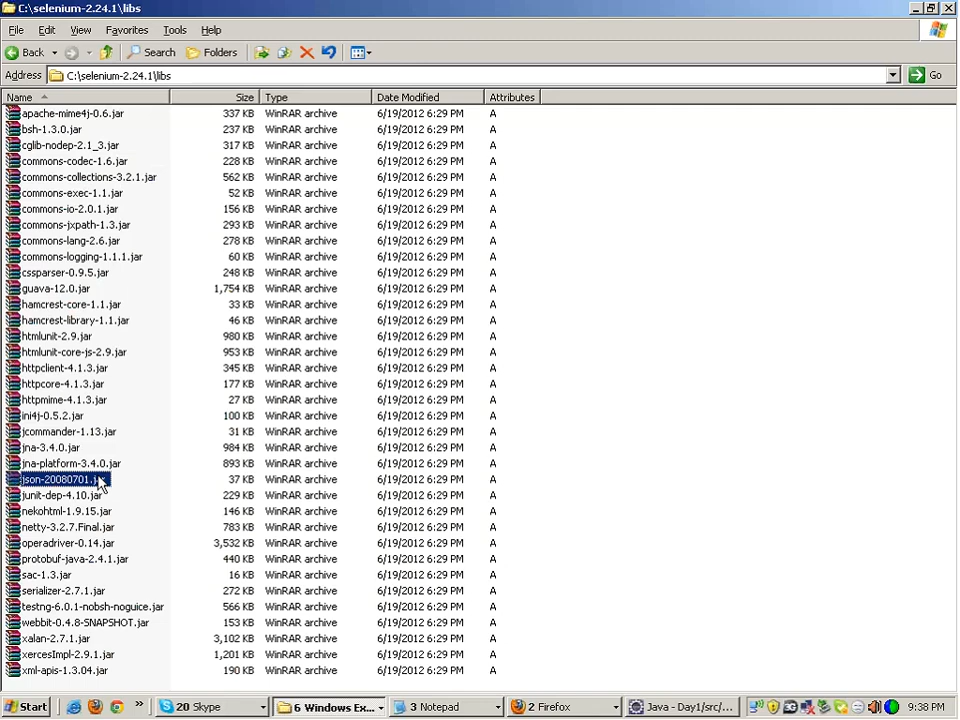 C:\selenium-2.24.1\libs
File Edit View Favorites Tools Help
Back Search Folders
Address C:\selenium-2.24.1\libs Go
Name Size Type Date Modified Attributes
apache-mime4j-0.6.jar 337 KB WinRAR archive 6/19/2012 6:29 PM A
bsh-1.3.0.jar 237 KB WinRAR archive 6/19/2012 6:29 PM A
cglib-nodep-2.1_3.jar 317 KB WinRAR archive 6/19/2012 6:29 PM A
commons-codec-1.6.jar 228 KB WinRAR archive 6/19/2012 6:29 PM A
commons-collections-3.2.1.jar 562 KB WinRAR archive 6/19/2012 6:29 PM A
commons-exec-1.1.jar 52 KB WinRAR archive 6/19/2012 6:29 PM A
commons-io-2.0.1.jar 156 KB WinRAR archive 6/19/2012 6:29 PM A
commons-jxpath-1.3.jar 293 KB WinRAR archive 6/19/2012 6:29 PM A
commons-lang-2.6.jar 278 KB WinRAR archive 6/19/2012 6:29 PM A
commons-logging-1.1.1.jar 60 KB WinRAR archive 6/19/2012 6:29 PM A
cssparser-0.9.5.jar 248 KB WinRAR archive 6/19/2012 6:29 PM A
guava-12.0.jar 1,754 KB WinRAR archive 6/19/2012 6:29 PM A
hamcrest-core-1.1.jar 33 KB WinRAR archive 6/19/2012 6:29 PM A
hamcrest-library-1.1.jar 46 KB WinRAR archive 6/19/2012 6:29 PM A
htmlunit-2.9.jar 980 KB WinRAR archive 6/19/2012 6:29 PM A
htmlunit-core-js-2.9.jar 953 KB WinRAR archive 6/19/2012 6:29 PM A
httpclient-4.1.3.jar 345 KB WinRAR archive 6/19/2012 6:29 PM A
httpcore-4.1.3.jar 177 KB WinRAR archive 6/19/2012 6:29 PM A
httpmime-4.1.3.jar 27 KB WinRAR archive 6/19/2012 6:29 PM A
ini4j-0.5.2.jar 100 KB WinRAR archive 6/19/2012 6:29 PM A
jcommander-1.13.jar 31 KB WinRAR archive 6/19/2012 6:29 PM A
jna-3.4.0.jar 984 KB WinRAR archive 6/19/2012 6:29 PM A
jna-platform-3.4.0.jar 893 KB WinRAR archive 6/19/2012 6:29 PM A
json-20080701.jar 37 KB WinRAR archive 6/19/2012 6:29 PM A
junit-dep-4.10.jar 229 KB WinRAR archive 6/19/2012 6:29 PM A
nekohtml-1.9.15.jar 146 KB WinRAR archive 6/19/2012 6:29 PM A
netty-3.2.7.Final.jar 783 KB WinRAR archive 6/19/2012 6:29 PM A
operadriver-0.14.jar 3,532 KB WinRAR archive 6/19/2012 6:29 PM A
protobuf-java-2.4.1.jar 440 KB WinRAR archive 6/19/2012 6:29 PM A
sac-1.3.jar 16 KB WinRAR archive 6/19/2012 6:29 PM A
serializer-2.7.1.jar 272 KB WinRAR archive 6/19/2012 6:29 PM A
testng-6.0.1-nobsh-noguice.jar 566 KB WinRAR archive 6/19/2012 6:29 PM A
webbit-0.4.8-SNAPSHOT.jar 153 KB WinRAR archive 6/19/2012 6:29 PM A
xalan-2.7.1.jar 3,102 KB WinRAR archive 6/19/2012 6:29 PM A
xercesImpl-2.9.1.jar 1,201 KB WinRAR archive 6/19/2012 6:29 PM A
xml-apis-1.3.04.jar 190 KB WinRAR archive 6/19/2012 6:29 PM A
Start » 20 Skype 6 Windows Ex... 3 Notepad 2 Firefox Java - Day1/src/... 9:38 PM